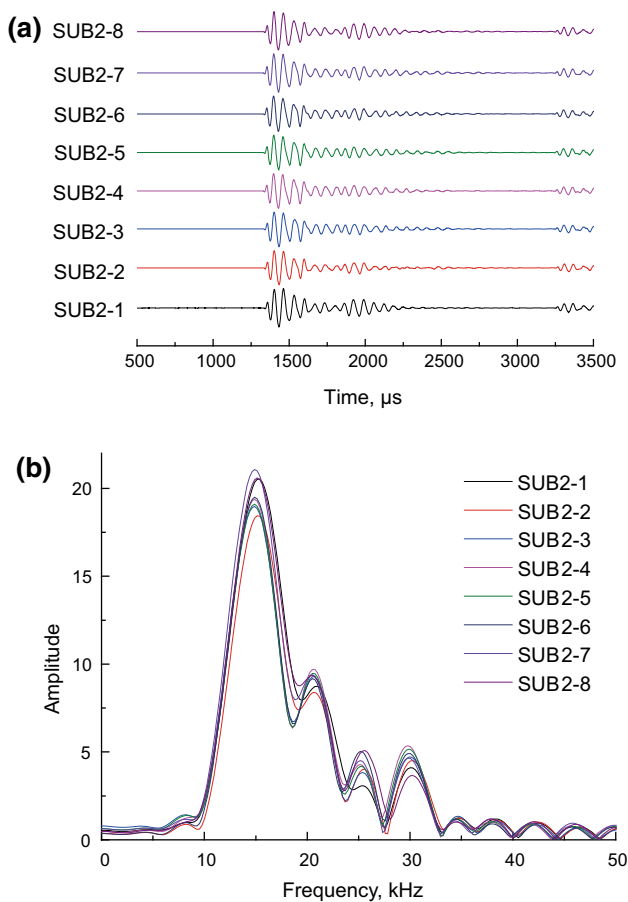 (a)
SUB2-8
SUB2-7
SUB2-6
SUB2-5
SUB2-4
SUB2-3
SUB2-2
SUB2-1
500 1000 1500 2000 2500 3000 3500
Time, µs
(b)
20
15
10
5
0
Amplitude
SUB2-1
SUB2-2
SUB2-3
SUB2-4
SUB2-5
SUB2-6
SUB2-7
SUB2-8
0 10 20 30 40 50
Frequency, kHz